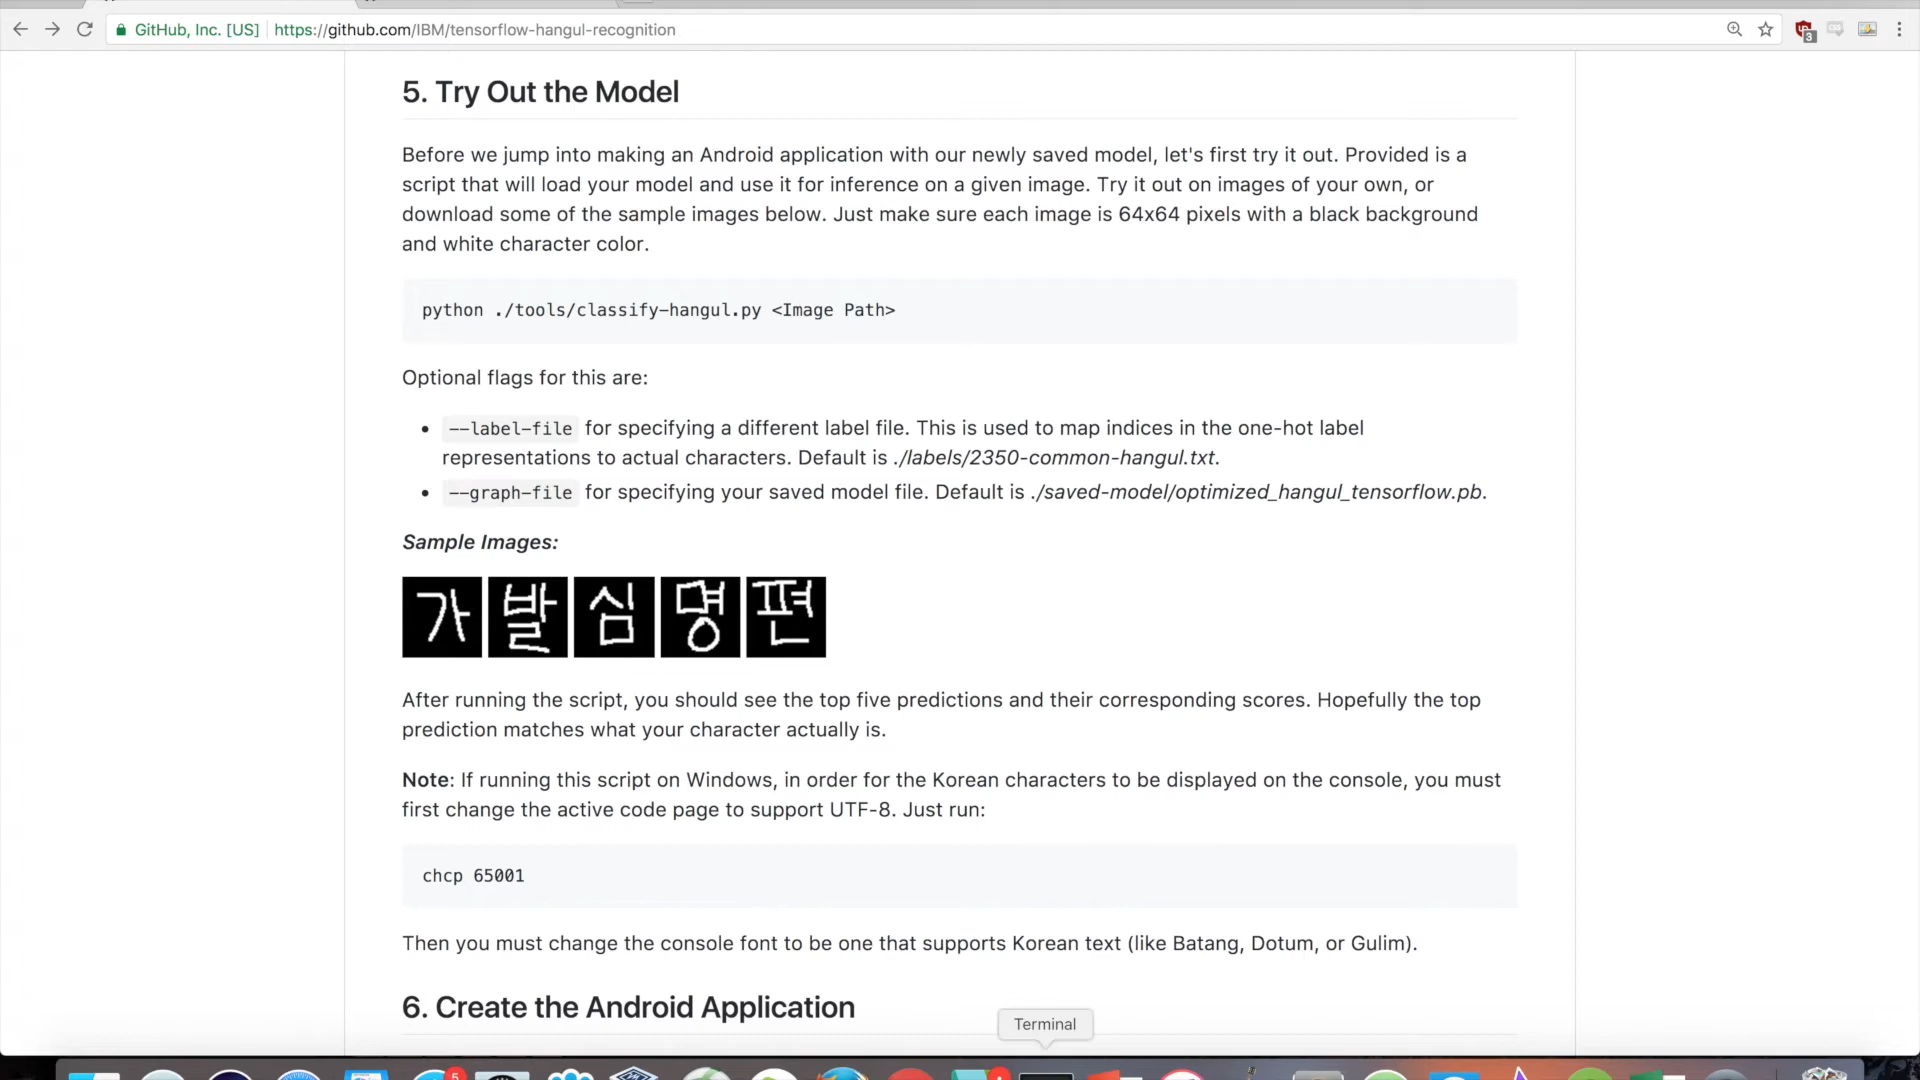 GitHub, Inc. [US] https://github.com/IBM/tensorflow-hangul-recognition
3
5. Try Out the Model
Before we jump into making an Android application with our newly saved model, let's first try it out. Provided is a
script that will load your model and use it for inference on a given image. Try it out on images of your own, or
download some of the sample images below. Just make sure each image is 64x64 pixels with a black background
and white character color.
python ./tools/classify-hangul.py <Image Path>
Optional flags for this are:
--label-file for specifying a different label file. This is used to map indices in the one-hot label
representations to actual characters. Default is ./labels/2350-common-hangul.txt.
--graph-file for specifying your saved model file. Default is ./saved-model/optimized_hangul_tensorflow.pb.
Sample Images:
가 발 심 명 편
After running the script, you should see the top five predictions and their corresponding scores. Hopefully the top
prediction matches what your character actually is.
Note: If running this script on Windows, in order for the Korean characters to be displayed on the console, you must
first change the active code page to support UTF-8. Just run:
chcp 65001
Then you must change the console font to be one that supports Korean text (like Batang, Dotum, or Gulim).
6. Create the Android Application
Terminal
5